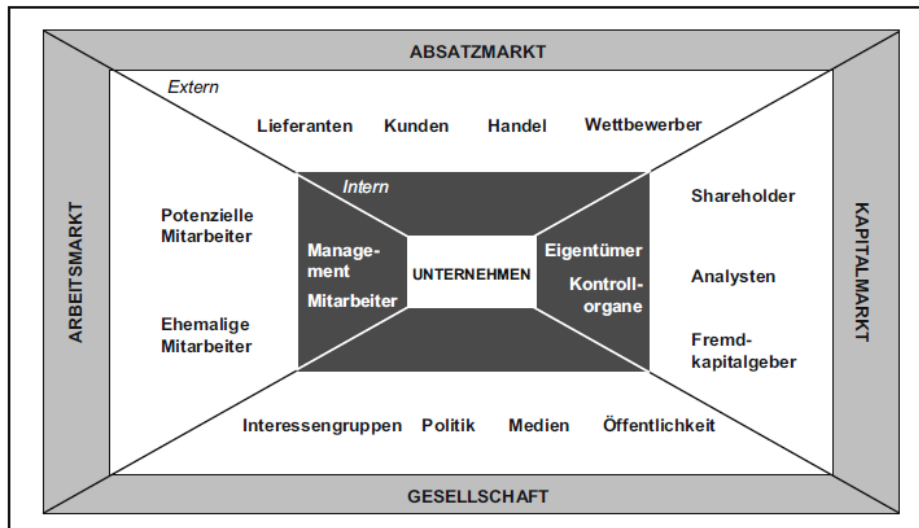 ABSATZMARKT
Extern
Lieferanten Kunden Handel Wettbewerber
ARBEITSMARKT
Potenzielle
Mitarbeiter
Ehemalige
Mitarbeiter
Intern
Manage-
ment
Mitarbeiter
UNTERNEHMEN
Eigentümer
Kontroll-
organe
Shareholder
Analysten
Fremd-
kapitalgeber
KAPITALMARKT
Interessengruppen Politik Medien Öffentlichkeit
GESELLSCHAFT